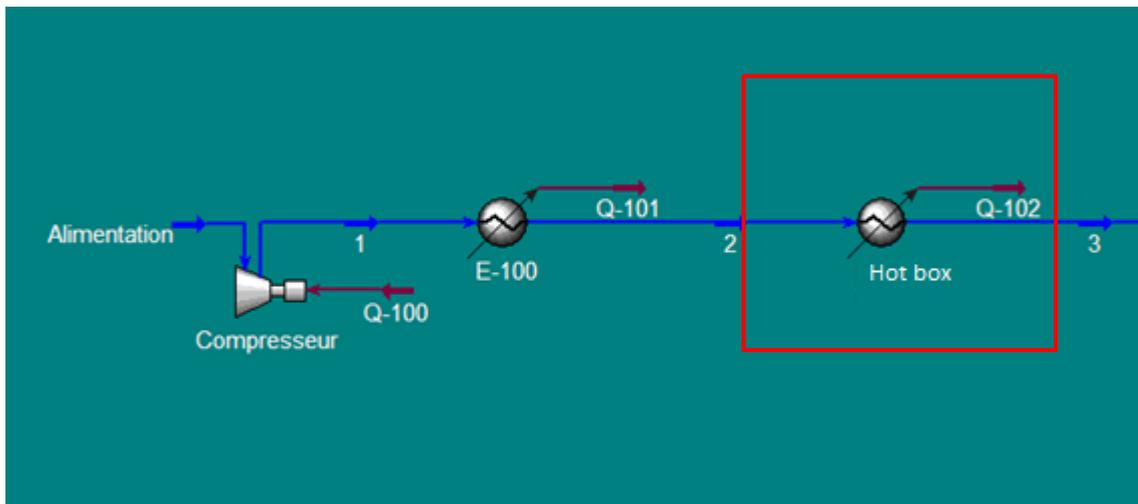 Alimentation
1
Q-101
2
Q-102
3
E-100
Hot box
Q-100
Compresseur